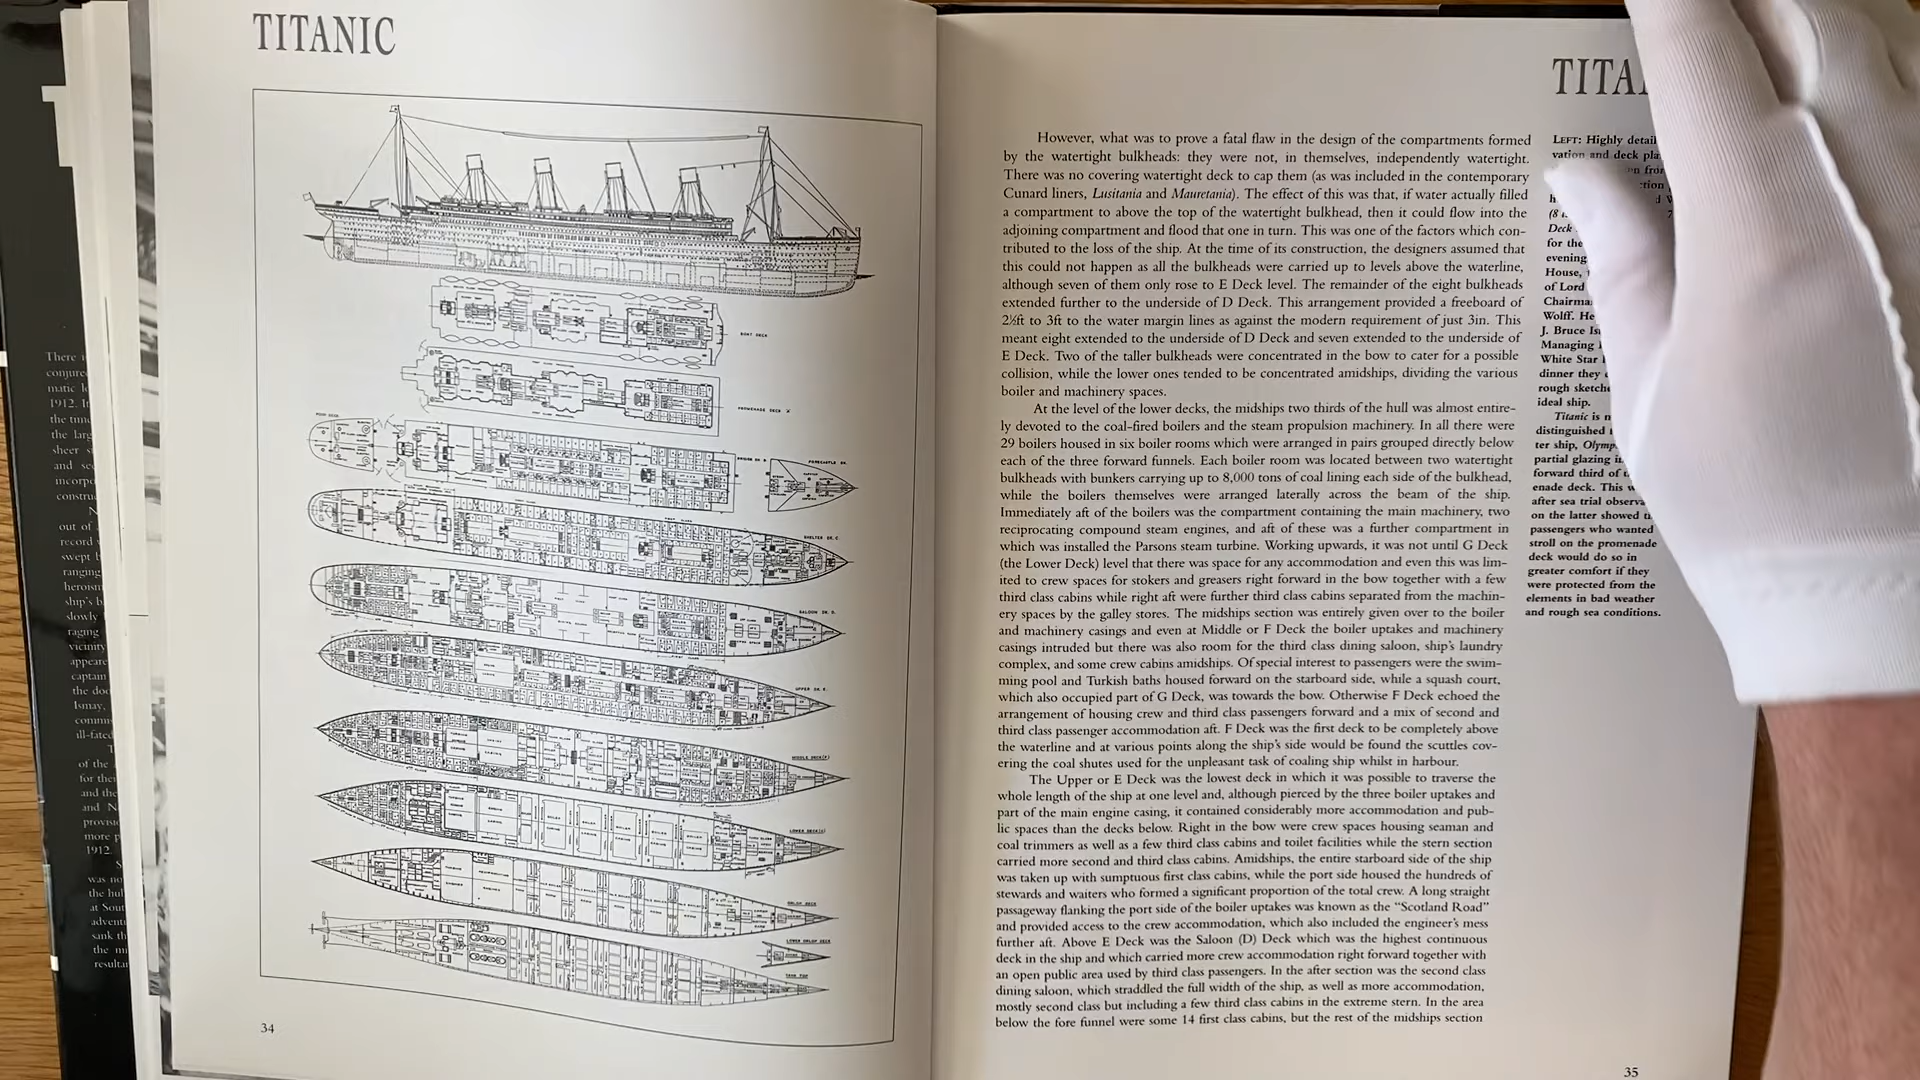 TITANIC
BOAT DECK
PROMENADE DECK "A"
POOP DECK
BRIDGE DK. B.
FORECASTLE DK.
SHELTER DK. C.
SALOON DK. D.
UPPER DK. E.
MIDDLE DECK (F)
LOWER DECK (G)
ORLOP DECK
LOWER ORLOP DECK
TANK TOP
34
However, what was to prove a fatal flaw in the design of the compartments formed
by the watertight bulkheads: they were not, in themselves, independently watertight.
There was no covering watertight deck to cap them (as was included in the contemporary
Cunard liners, Lusitania and Mauretania). The effect of this was that, if water actually filled
a compartment to above the top of the watertight bulkhead, then it could flow into the
adjoining compartment and flood that one in turn. This was one of the factors which con-
tributed to the loss of the ship. At the time of its construction, the designers assumed that
this could not happen as all the bulkheads were carried up to levels above the waterline,
although seven of them only rose to E Deck level. The remainder of the eight bulkheads
extended further to the underside of D Deck. This arrangement provided a freeboard of
2½ft to 3ft to the water margin lines as against the modern requirement of just 3in. This
meant eight extended to the underside of D Deck and seven extended to the underside of
E Deck. Two of the taller bulkheads were concentrated in the bow to cater for a possible
collision, while the lower ones tended to be concentrated amidships, dividing the various
boiler and machinery spaces.
At the level of the lower decks, the midships two thirds of the hull was almost entire-
ly devoted to the coal-fired boilers and the steam propulsion machinery. In all there were
29 boilers housed in six boiler rooms which were arranged in pairs grouped directly below
each of the three forward funnels. Each boiler room was located between two watertight
bulkheads with bunkers carrying up to 8,000 tons of coal lining each side of the bulkhead,
while the boilers themselves were arranged laterally across the beam of the ship.
Immediately aft of the boilers was the compartment containing the main machinery, two
reciprocating compound steam engines, and aft of these was a further compartment in
which was installed the Parsons steam turbine. Working upwards, it was not until G Deck
(the Lower Deck) level that there was space for any accommodation and even this was lim-
ited to crew spaces for stokers and greasers right forward in the bow together with a few
third class cabins while right aft were further third class cabins separated from the machin-
ery spaces by the galley stores. The midships section was entirely given over to the boiler
and machinery casings and even at Middle or F Deck the boiler uptakes and machinery
casings intruded but there was also room for the third class dining saloon, ship's laundry
complex, and some crew cabins amidships. Of special interest to passengers were the swim-
ming pool and Turkish baths housed forward on the starboard side, while a squash court,
which also occupied part of G Deck, was towards the bow. Otherwise F Deck echoed the
arrangement of housing crew and third class passengers forward and a mix of second and
third class passenger accommodation aft. F Deck was the first deck to be completely above
the waterline and at various points along the ship's side would be found the scuttles cov-
ering the coal shutes used for the unpleasant task of coaling ship whilst in harbour.
The Upper or E Deck was the lowest deck in which it was possible to traverse the
whole length of the ship at one level and, although pierced by the three boiler uptakes and
part of the main engine casing, it contained considerably more accommodation and pub-
lic spaces than the decks below. Right in the bow were crew spaces housing seaman and
coal trimmers as well as a few third class cabins and toilet facilities while the stern section
carried more second and third class cabins. Amidships, the entire starboard side of the ship
was taken up with sumptuous first class cabins, while the port side housed the hundreds of
stewards and waiters who formed a significant proportion of the total crew. A long straight
passageway flanking the port side of the boiler uptakes was known as the "Scotland Road"
and provided access to the crew accommodation, which also included the engineer's mess
further aft. Above E Deck was the Saloon (D) Deck which was the highest continuous
deck in the ship and which carried more crew accommodation right forward together with
an open public area used by third class passengers. In the after section was the second class
dining saloon, which straddled the full width of the ship, as well as more accommodation,
mostly second class but including a few third class cabins in the extreme stern. In the area
below the fore funnel were some 14 first class cabins, but the rest of the midships section
TITA
LEFT: Highly detail
vation and deck pla
Deck
for the
evening
House,
of Lord
Chairma
Wolff. He
J. Bruce Is
Managing
White Star
dinner they
rough sketche
ideal ship.
Titanic is
distinguished
ter ship, Olymp
partial glazing
forward third of
enade deck. This
after sea trial observa
on the latter showed
passengers who wanted
stroll on the promenade
deck would do so in
greater comfort if they
were protected from the
elements in bad weather
and rough sea conditions.
35